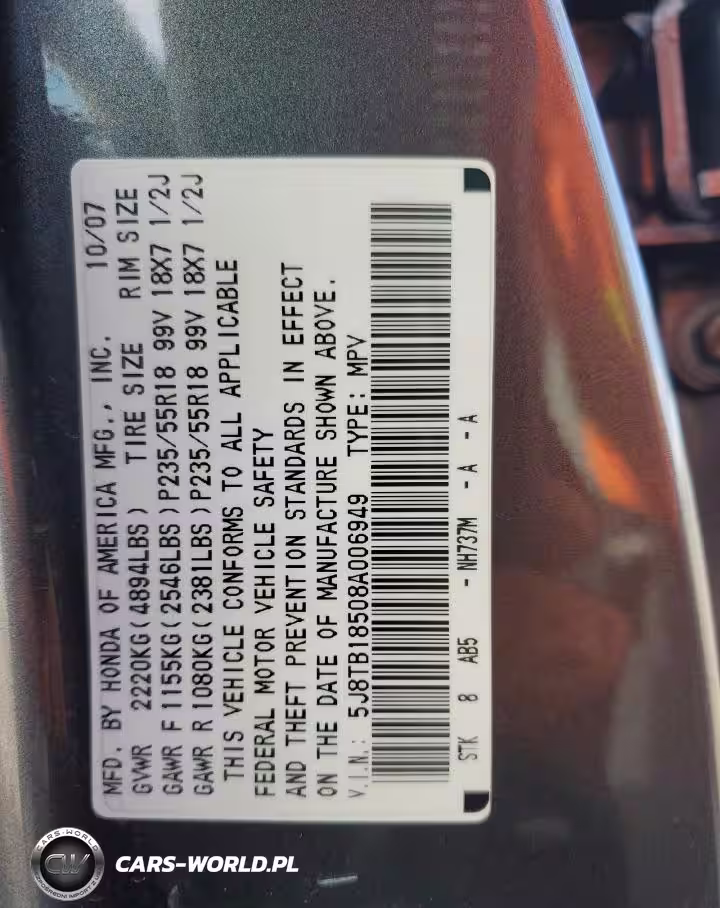 MFD. BY HONDA OF AMERICA MFG., INC. 10/07
GVWR 2220KG(4894LBS) TIRE SIZE RIM SIZE
GAWR F 1155KG(2546LBS)P235/55R18 99V 18X7 1/2J
GAWR R 1080KG(2381LBS)P235/55R18 99V 18X7 1/2J
THIS VEHICLE CONFORMS TO ALL APPLICABLE
FEDERAL MOTOR VEHICLE SAFETY
AND THEFT PREVENTION STANDARDS IN EFFECT
ON THE DATE OF MANUFACTURE SHOWN ABOVE.
V.I.N.: 5J8TB18508A006949 TYPE: MPV
STK 8 AB5 - NH737M - A - A
CARS-WORLD
CW
CARS-WORLD.PL